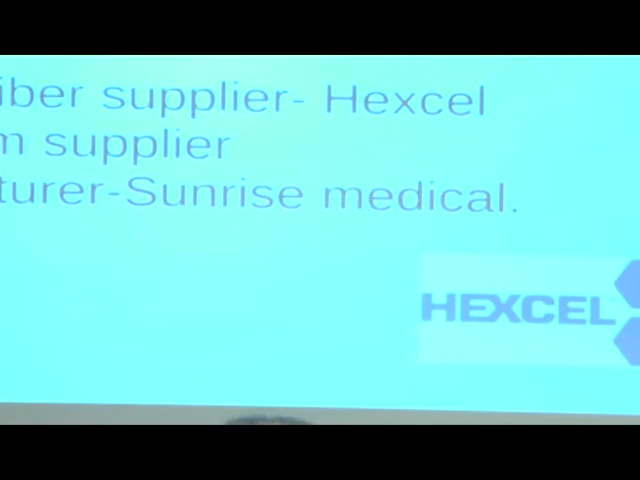 iber supplier- Hexcel
m supplier
turer-Sunrise medical.
HEXCEL